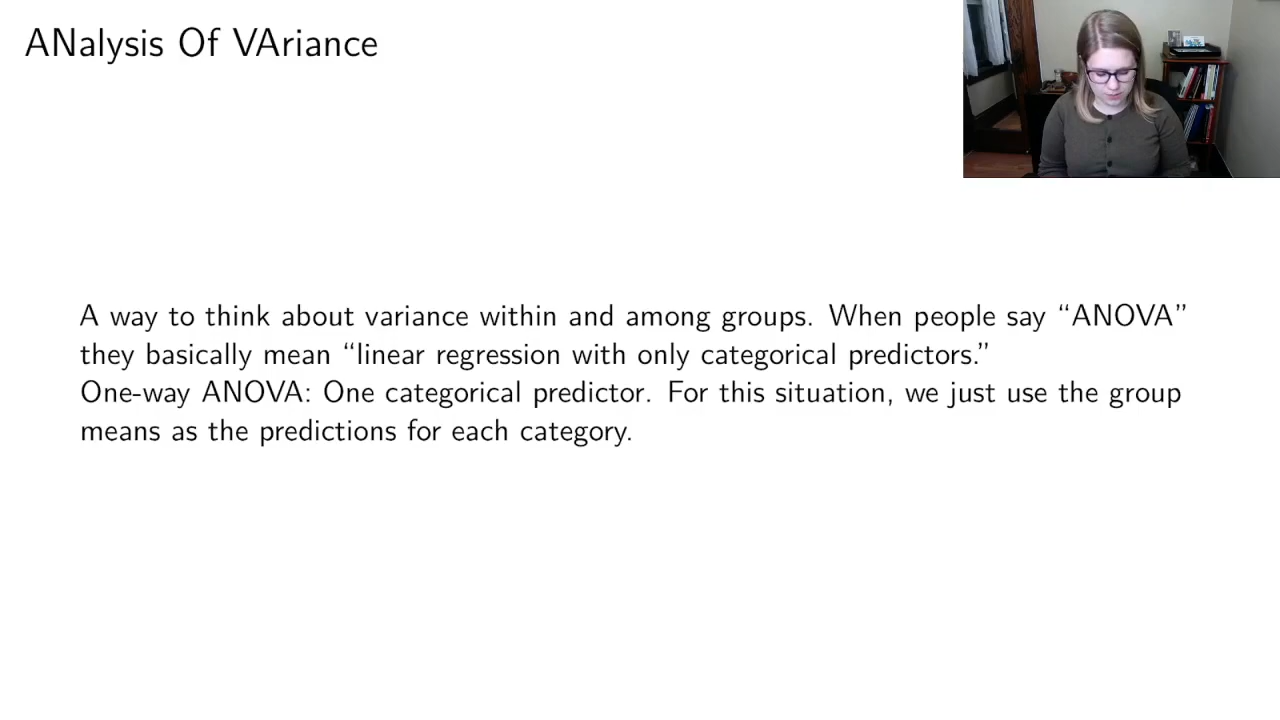 ANalysis Of VAriance
A way to think about variance within and among groups. When people say “ANOVA”
they basically mean “linear regression with only categorical predictors.”
One-way ANOVA: One categorical predictor. For this situation, we just use the group
means as the predictions for each category.